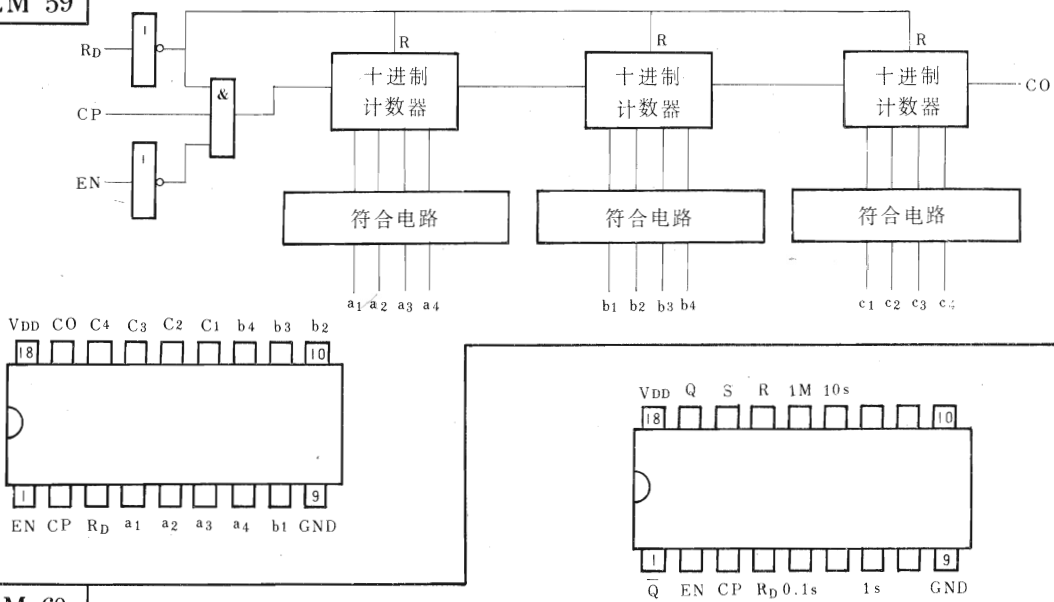 M 59
R
R
R
RD
1
十进制
计数器
十进制
计数器
十进制
计数器
CO
&
CP
EN
1
符合电路
符合电路
符合电路
a1 a2 a3 a4
b1 b2 b3 b4
c1 c2 c3
VDD CO C4 C3 C2 C1 b4 b3 b2
18 10
1 9
EN CP RD a1 a2 a3 a4 b1 GND
VDD Q S R 1M 10s
18 10
1 9
Q̅ EN CP RD 0.1s 1s GND